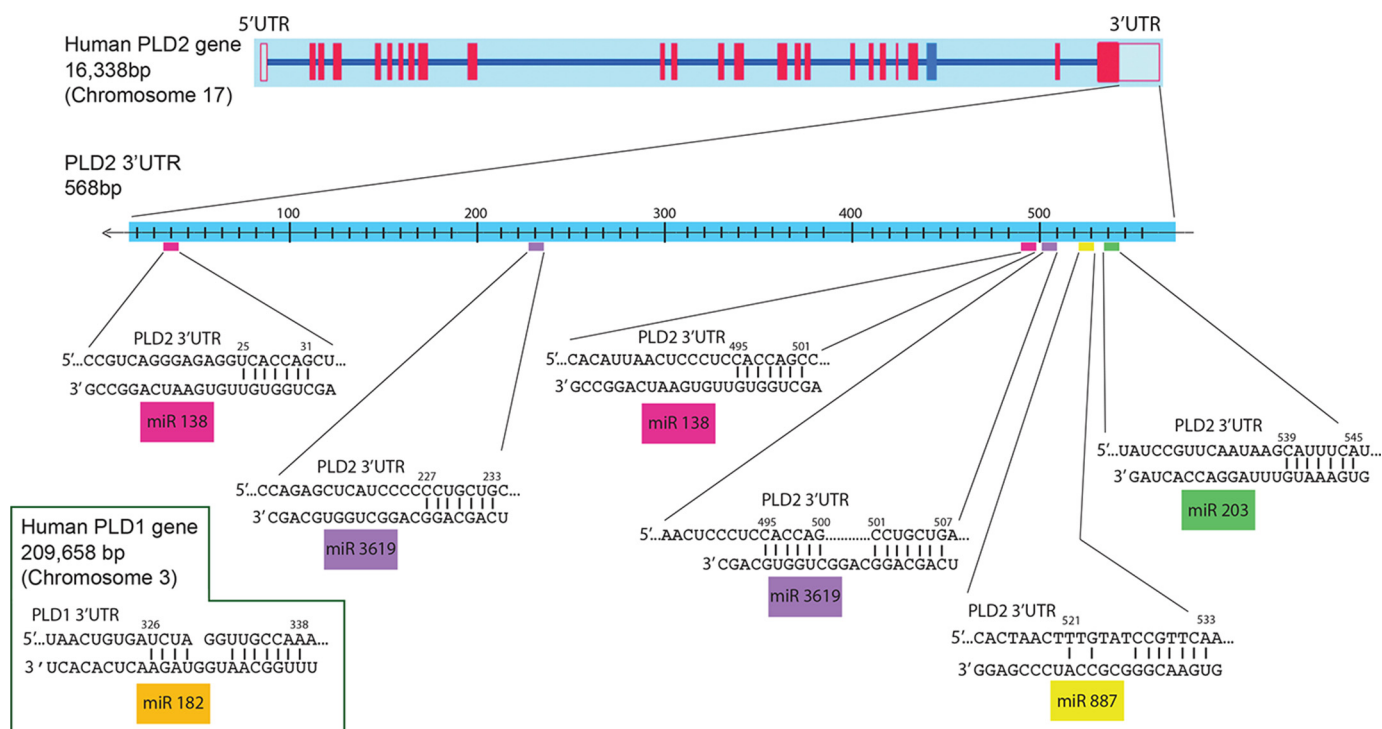 5'UTR
3'UTR
Human PLD2 gene
16,338bp
(Chromosome 17)
PLD2 3'UTR
568bp
100 200 300 400 500
PLD2 3'UTR
25 31
5'...CCGUCAGGGAGAGGUCACCAGCU...
3'GCCGGACUAAGUGUUGUGGUCGA
miR 138
PLD2 3'UTR
495 501
5'...CACAUUAACUCCCUCCACCAGCC...
3'GCCGGACUAAGUGUUGUGGUCGA
miR 138
PLD2 3'UTR
539 545
5'...UAUCCGUUCAAUAAGCAUUUCAU...
3'GAUCACCAGGAUUUGUAAAGUG
miR 203
PLD2 3'UTR
227 233
5'...CCAGAGCUCAUCCCCCCUGCUGC...
3'CGACGUGGUCGGACGGACGACU
miR 3619
PLD2 3'UTR
495 500 501 507
5'...AACUCCCUCCACCAG............CCUGCUGA...
3'CGACGUGGUCGGACGGACGACU
miR 3619
Human PLD1 gene
209,658 bp
(Chromosome 3)
PLD1 3'UTR
326 338
5'...UAACUGUGAUCUA GGUUGCCAAA...
3'UCACACUCAAGAUGGUAACGGUUU
miR 182
PLD2 3'UTR
521 533
5'...CACTAACTTTGTATCCGTTCAA...
3'GGAGCCCUACCGCGGGCAAGUG
miR 887